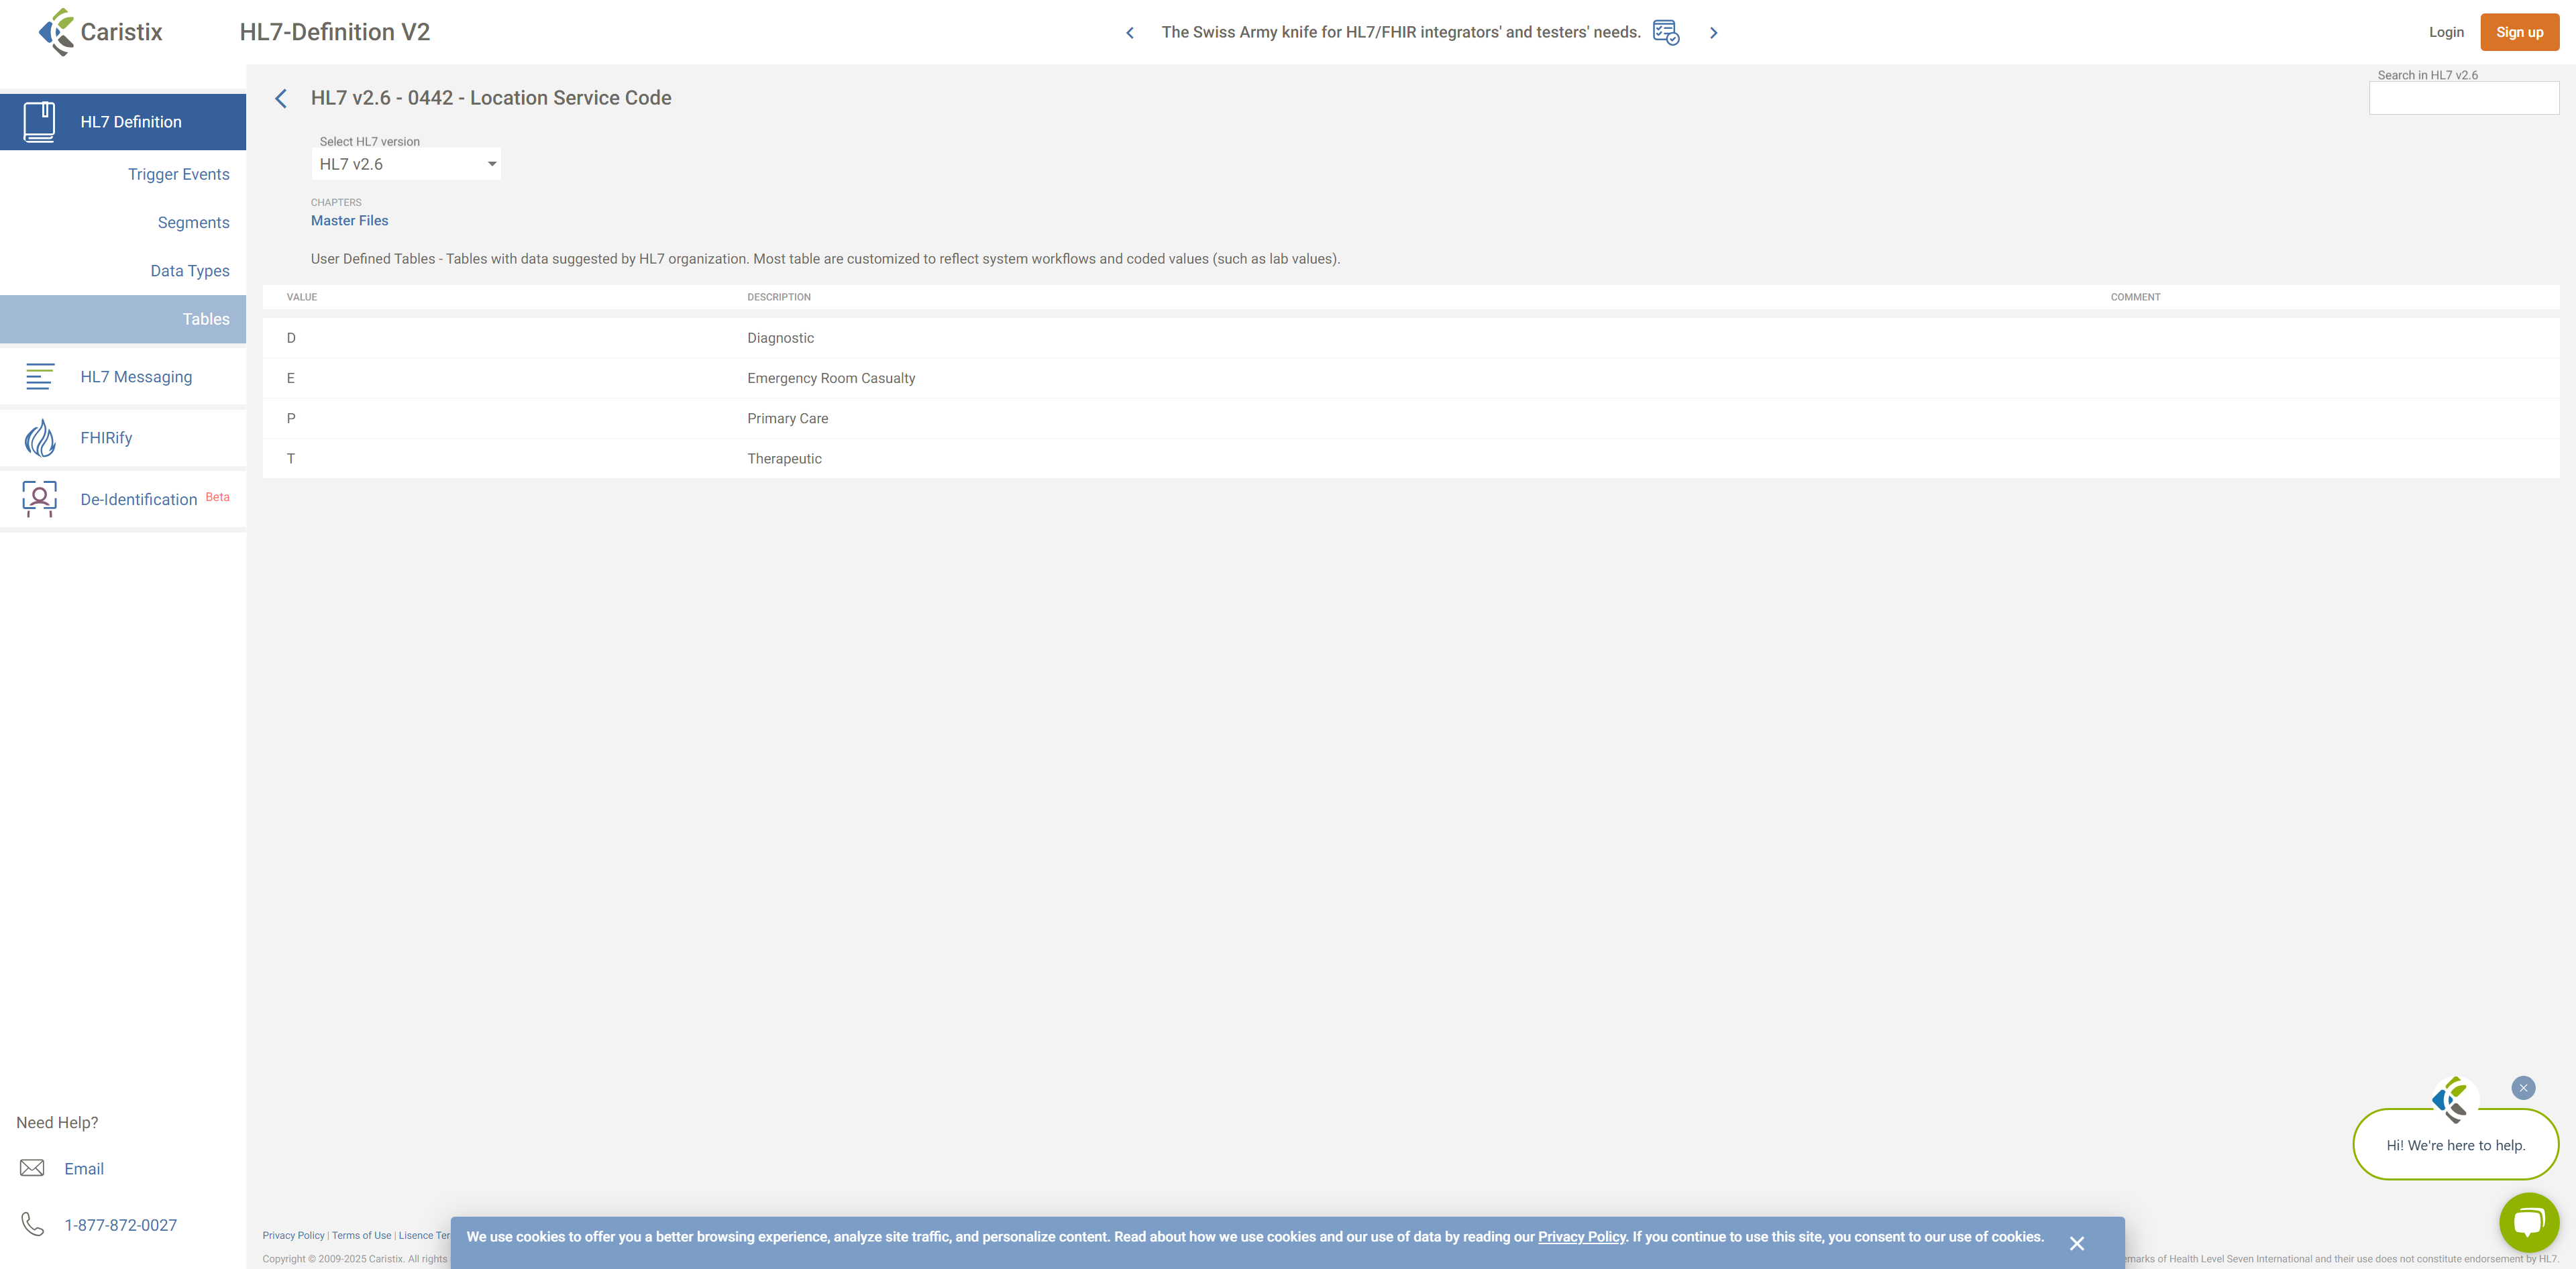 Caristix
HL7-Definition V2
The Swiss Army knife for HL7/FHIR integrators' and testers' needs.
Login
Sign up
HL7 Definition
Trigger Events
Segments
Data Types
Tables
HL7 Messaging
FHIRify
De-Identification Beta
Need Help?
Email
1-877-872-0027
HL7 v2.6 - 0442 - Location Service Code
Search in HL7 v2.6
Select HL7 version
HL7 v2.6
CHAPTERS
Master Files
User Defined Tables - Tables with data suggested by HL7 organization. Most table are customized to reflect system workflows and coded values (such as lab values).
VALUE DESCRIPTION COMMENT
D Diagnostic
E Emergency Room Casualty
P Primary Care
T Therapeutic
Hi! We're here to help.
Privacy Policy | Terms of Use | Lisence
We use cookies to offer you a better browsing experience, analyze site traffic, and personalize content. Read about how we use cookies and our use of data by reading our Privacy Policy. If you continue to use this site, you consent to our use of cookies.
Copyright © 2009-2025 Caristix. All rights
of Health Level Seven International and their use does not constitute endorsement by HL7.